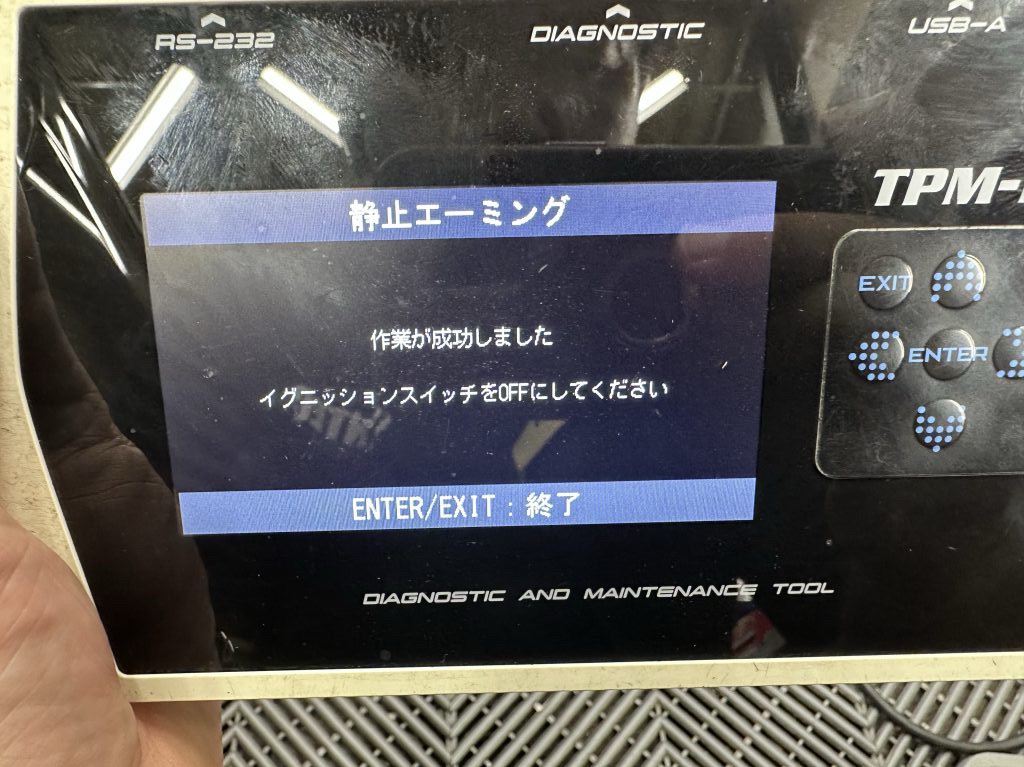 RS-232
DIAGNOSTIC
USB-A
TPM-
静止エーミング
EXIT
作業が成功しました
ENTER
イグニッションスイッチをOFFにしてください
ENTER/EXIT:終了
DIAGNOSTIC AND MAINTENANCE TOOL